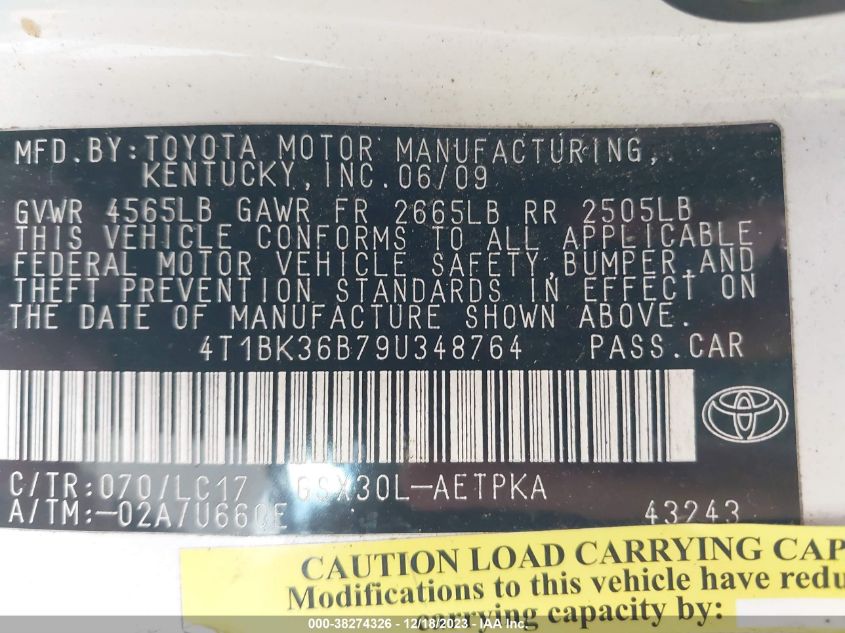 MFD.BY:TOYOTA MOTOR MANUFACTURING,
KENTUCKY, INC. 06/09
GVWR 4565LB GAWR FR 2665LB RR 2505LB
THIS VEHICLE CONFORMS TO ALL APPLICABLE
FEDERAL MOTOR VEHICLE SAFETY,BUMPER,AND
THEFT PREVENTION STANDARDS IN EFFECT ON
THE DATE OF MANUFACTURE SHOWN ABOVE.
4T1BK36B79U348764 PASS.CAR
C/TR:070/LC17 GSX30L-AETPKA
A/TM:-02A/U660E 43243
CAUTION LOAD CARRYING CAP
Modifications to this vehicle have redu
carrying capacity by:
000-38274326 - 12/18/2023 - IAA Inc.